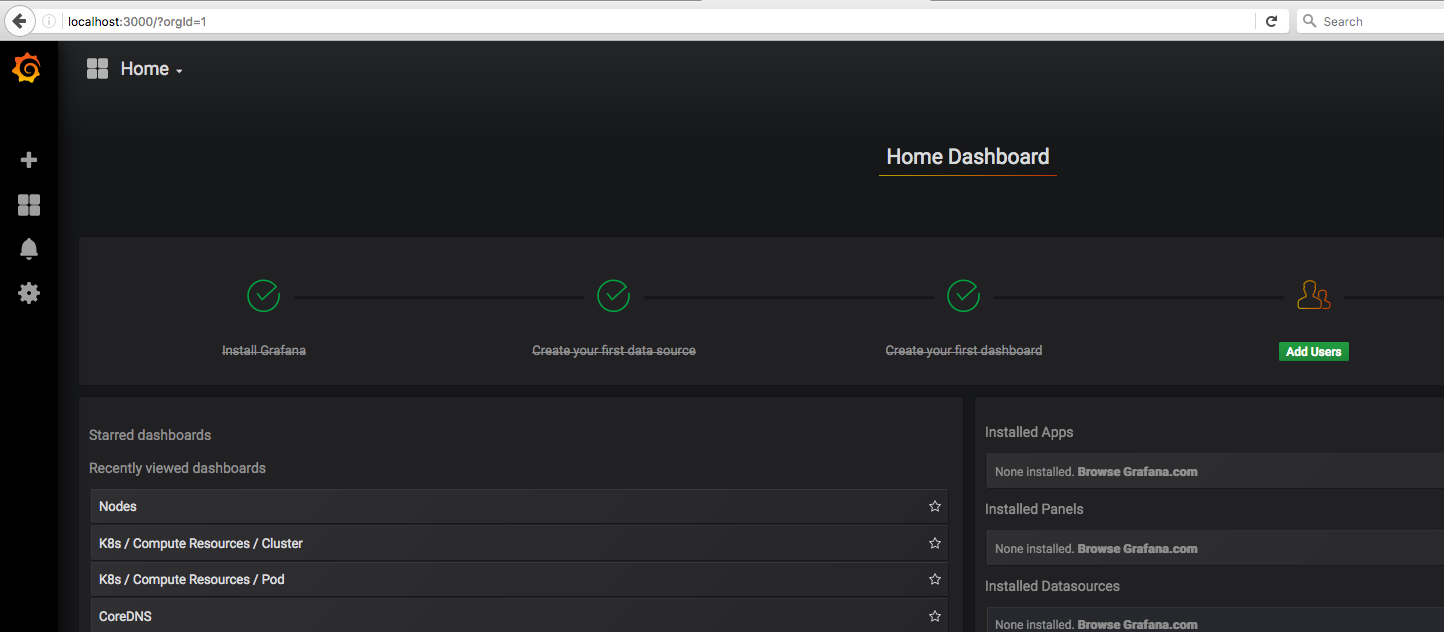 localhost:3000/?orgId=1
Search
Home
Home Dashboard
Install Grafana
Create your first data source
Create your first dashboard
Add Users
Starred dashboards
Recently viewed dashboards
Nodes
K8s / Compute Resources / Cluster
K8s / Compute Resources / Pod
CoreDNS
Installed Apps
None installed. Browse Grafana.com
Installed Panels
None installed. Browse Grafana.com
Installed Datasources
None installed. Browse Grafana.com